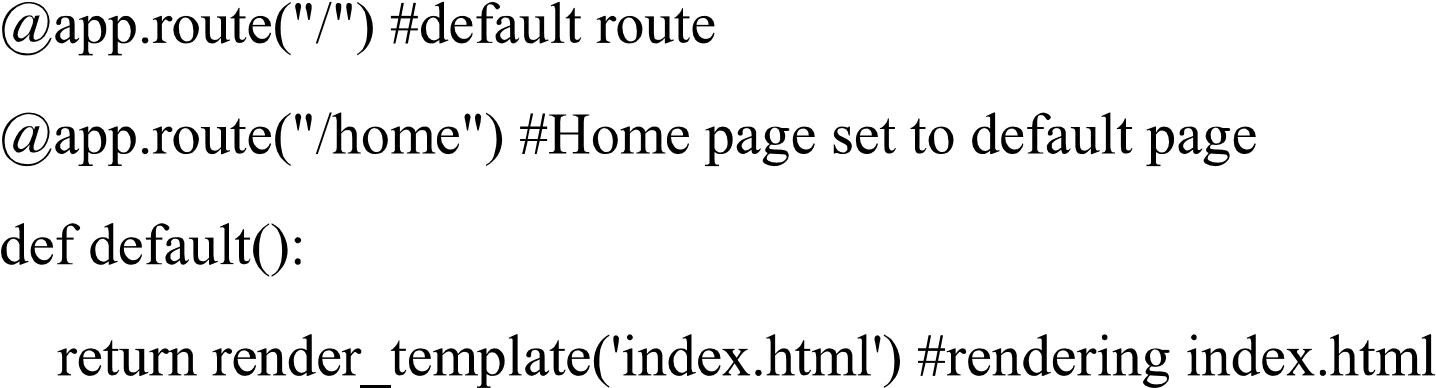 @app.route("/") #default route
@app.route("/home") #Home page set to default page
def default():
    return render_template('index.html') #rendering index.html